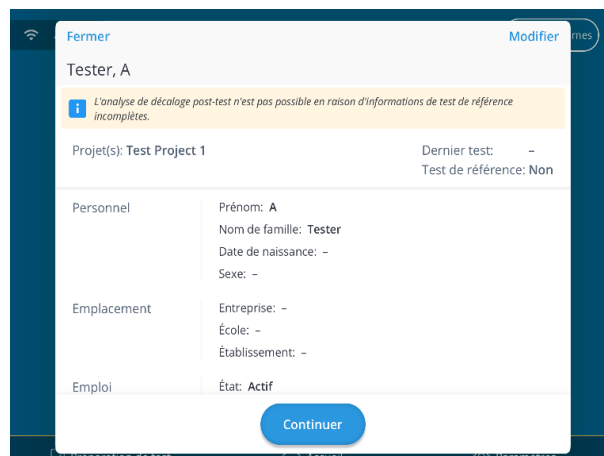 Fermer Modifier
Tester, A
i L'analyse de décalage post-test n'est pas possible en raison d'informations de test de référence
incomplètes.
Projet(s): Test Project 1 Dernier test: –
Test de référence: Non
Personnel Prénom: A
Nom de famille: Tester
Date de naissance: –
Sexe: –
Emplacement Entreprise: –
École: –
Établissement: –
Emploi État: Actif
Continuer